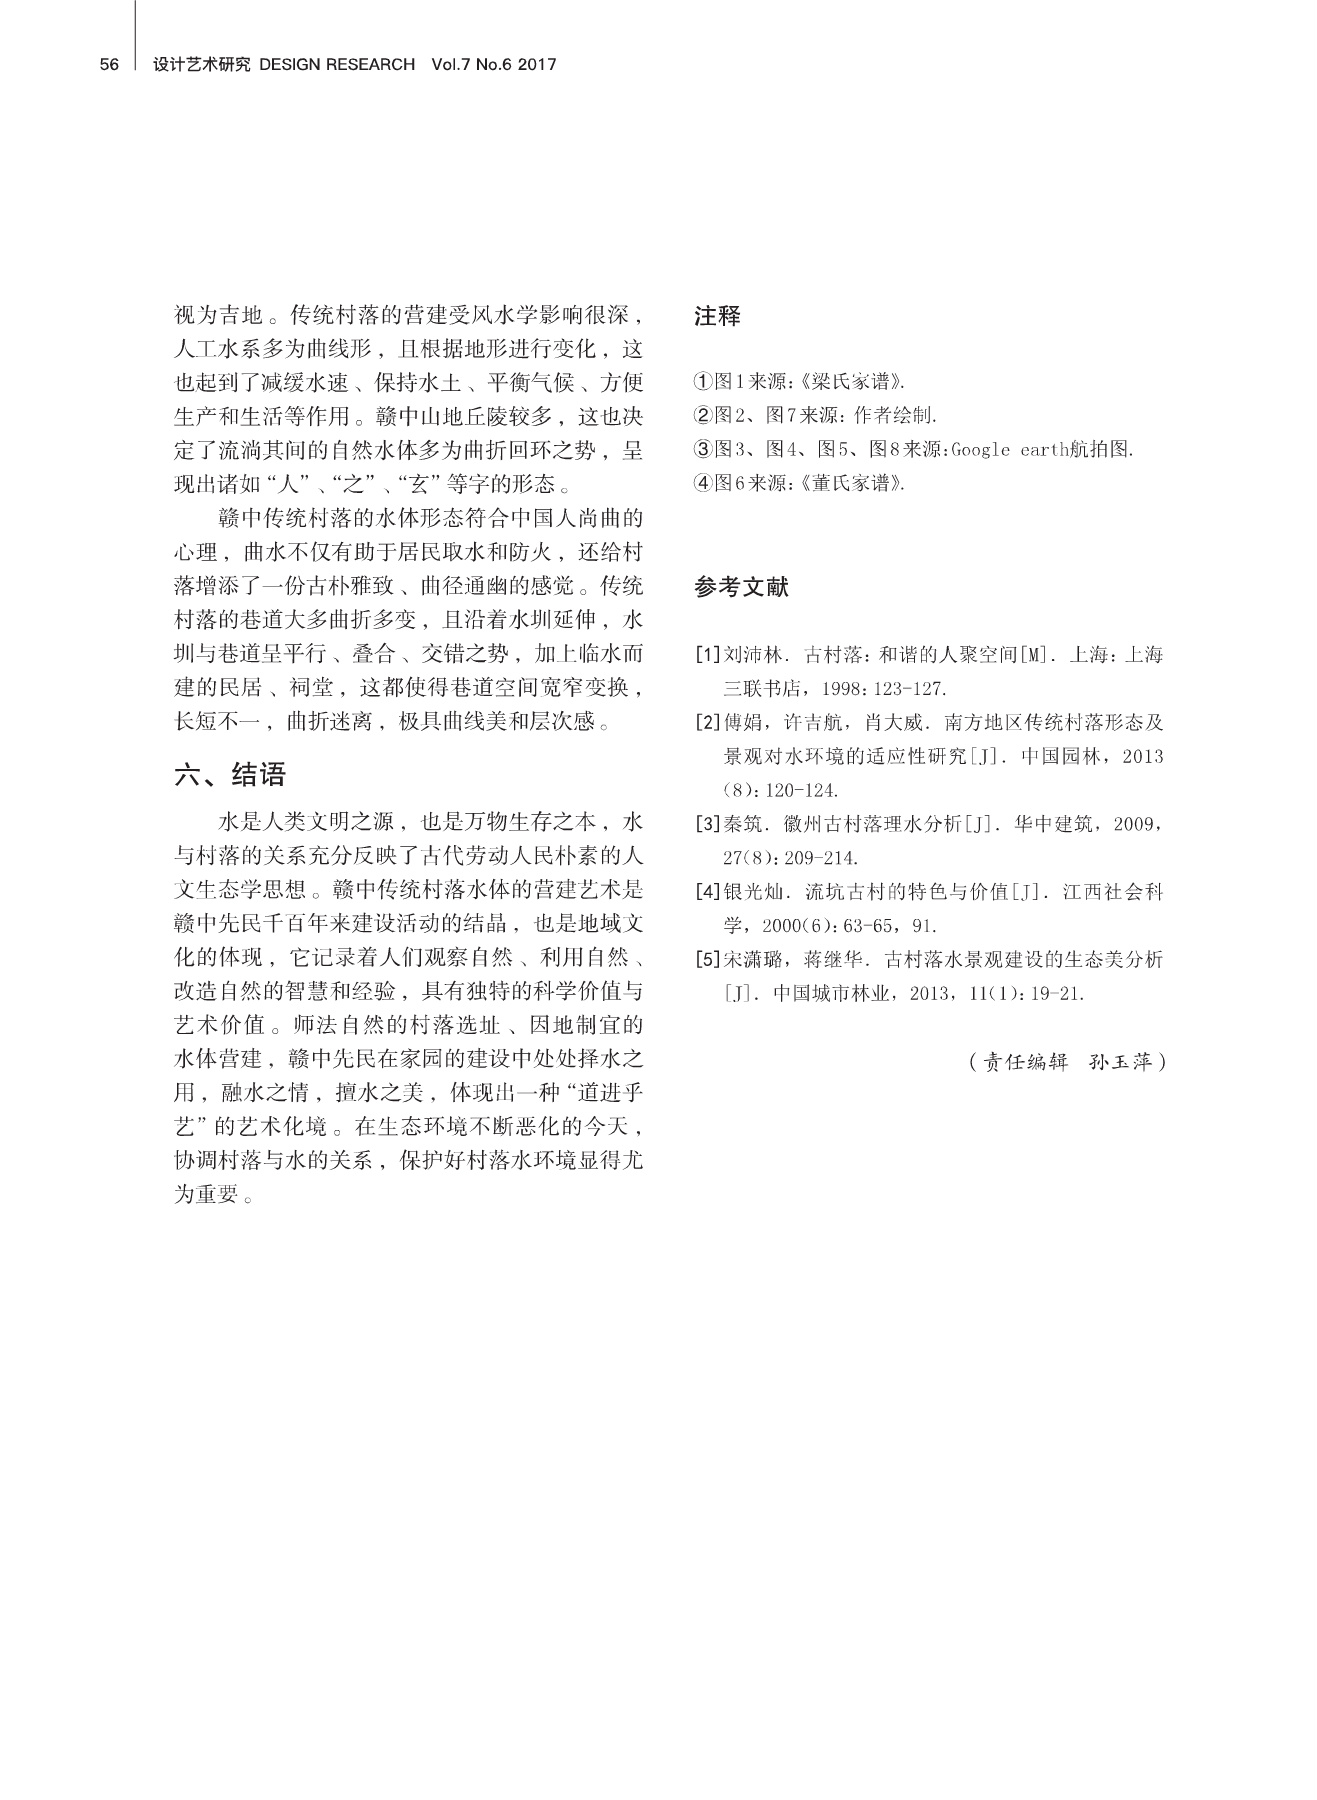 56 设计艺术研究 DESIGN RESEARCH Vol.7 No.6 2017
视为吉地。传统村落的营建受风水学影响很深，
人工水系多为曲线形，且根据地形进行变化，这
也起到了减缓水速、保持水土、平衡气候、方便
生产和生活等作用。赣中山地丘陵较多，这也决
定了流淌其间的自然水体多为曲折回环之势，呈
现出诸如“人”、“之”、“玄”等字的形态。
赣中传统村落的水体形态符合中国人尚曲的
心理，曲水不仅有助于居民取水和防火，还给村
落增添了一份古朴雅致、曲径通幽的感觉。传统
村落的巷道大多曲折多变，且沿着水圳延伸，水
圳与巷道呈平行、叠合、交错之势，加上临水而
建的民居、祠堂，这都使得巷道空间宽窄变换，
长短不一，曲折迷离，极具曲线美和层次感。
六、结语
水是人类文明之源，也是万物生存之本，水
与村落的关系充分反映了古代劳动人民朴素的人
文生态学思想。赣中传统村落水体的营建艺术是
赣中先民千百年来建设活动的结晶，也是地域文
化的体现，它记录着人们观察自然、利用自然、
改造自然的智慧和经验，具有独特的科学价值与
艺术价值。师法自然的村落选址、因地制宜的
水体营建，赣中先民在家园的建设中处处择水之
用，融水之情，擅水之美，体现出一种“道进乎
艺”的艺术化境。在生态环境不断恶化的今天，
协调村落与水的关系，保护好村落水环境显得尤
为重要。
注释
①图1来源：《梁氏家谱》.
②图2、图7来源：作者绘制.
③图3、图4、图5、图8来源：Google earth航拍图.
④图6来源：《董氏家谱》.
参考文献
[1]刘沛林. 古村落：和谐的人聚空间[M]. 上海：上海
三联书店，1998：123-127.
[2]傅娟，许吉航，肖大威. 南方地区传统村落形态及
景观对水环境的适应性研究[J]. 中国园林，2013
(8)：120-124.
[3]秦筑. 徽州古村落理水分析[J]. 华中建筑，2009，
27(8)：209-214.
[4]银光灿. 流坑古村的特色与价值[J]. 江西社会科
学，2000(6)：63-65，91.
[5]宋潇璐，蒋继华. 古村落水景观建设的生态美分析
[J]. 中国城市林业，2013，11(1)：19-21.
（责任编辑 孙玉萍）